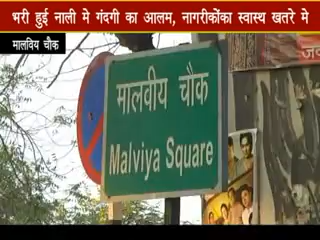 भरी हुई नाली मे गंदगी का आलम, नागरीकोंका स्वास्थ खतरे मे
मालविय चौक
मालवीय चौक
Malviya Square